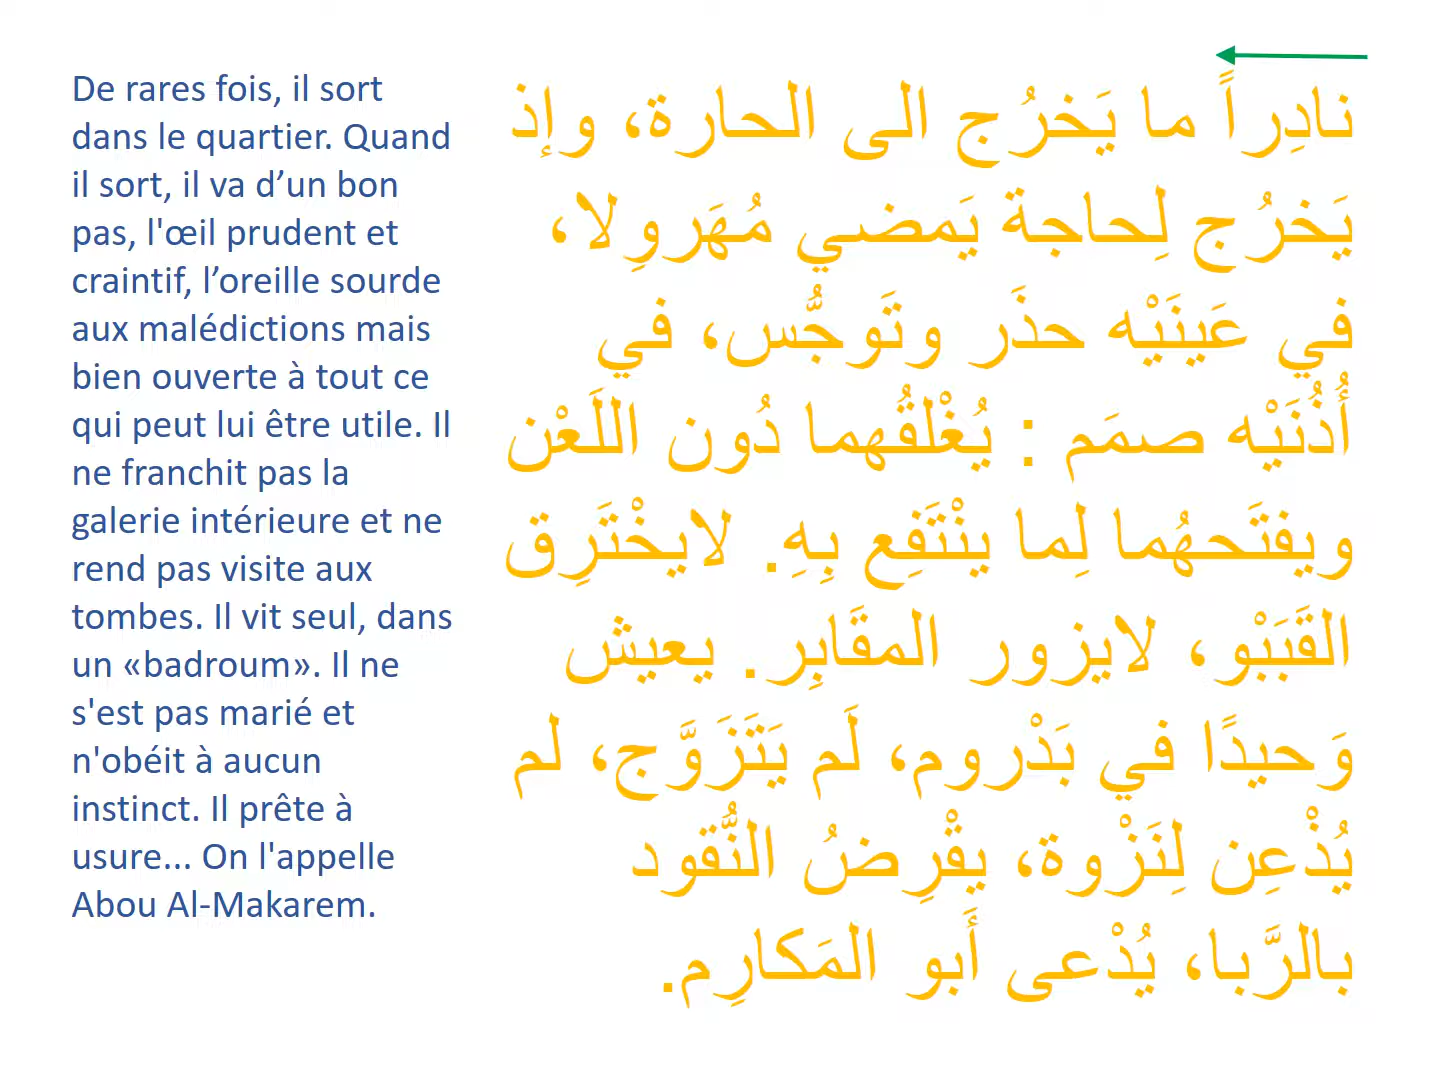 De rares fois, il sort
dans le quartier. Quand
il sort, il va d’un bon
pas, l'œil prudent et
craintif, l’oreille sourde
aux malédictions mais
bien ouverte à tout ce
qui peut lui être utile. Il
ne franchit pas la
galerie intérieure et ne
rend pas visite aux
tombes. Il vit seul, dans
un «badroum». Il ne
s'est pas marié et
n'obéit à aucun
instinct. Il prête à
usure... On l'appelle
Abou Al-Makarem.
نادِراً ما يَخرُج الى الحارة، وإذ
يَخرُج لِحاجة يَمضي مُهَروِلا،
في عَينَيْه حذَر وتَوجُّس، في
أُذُنَيْه صمَم : يُغْلقُهما دُون اللَعْن
ويفتَحهُما لِما ينْتَفِع بِهِ. لايخْتَرِق
القَبَبْو، لايزور المقَابِر. يعيش
وَحيدًا في بَدْروم، لَم يَتَزَوَّج، لم
يُذْعِن لِنَزْوة، يقْرِضُ النُّقود
بالرَّبا، يُدْعى أَبو المَكارِم.